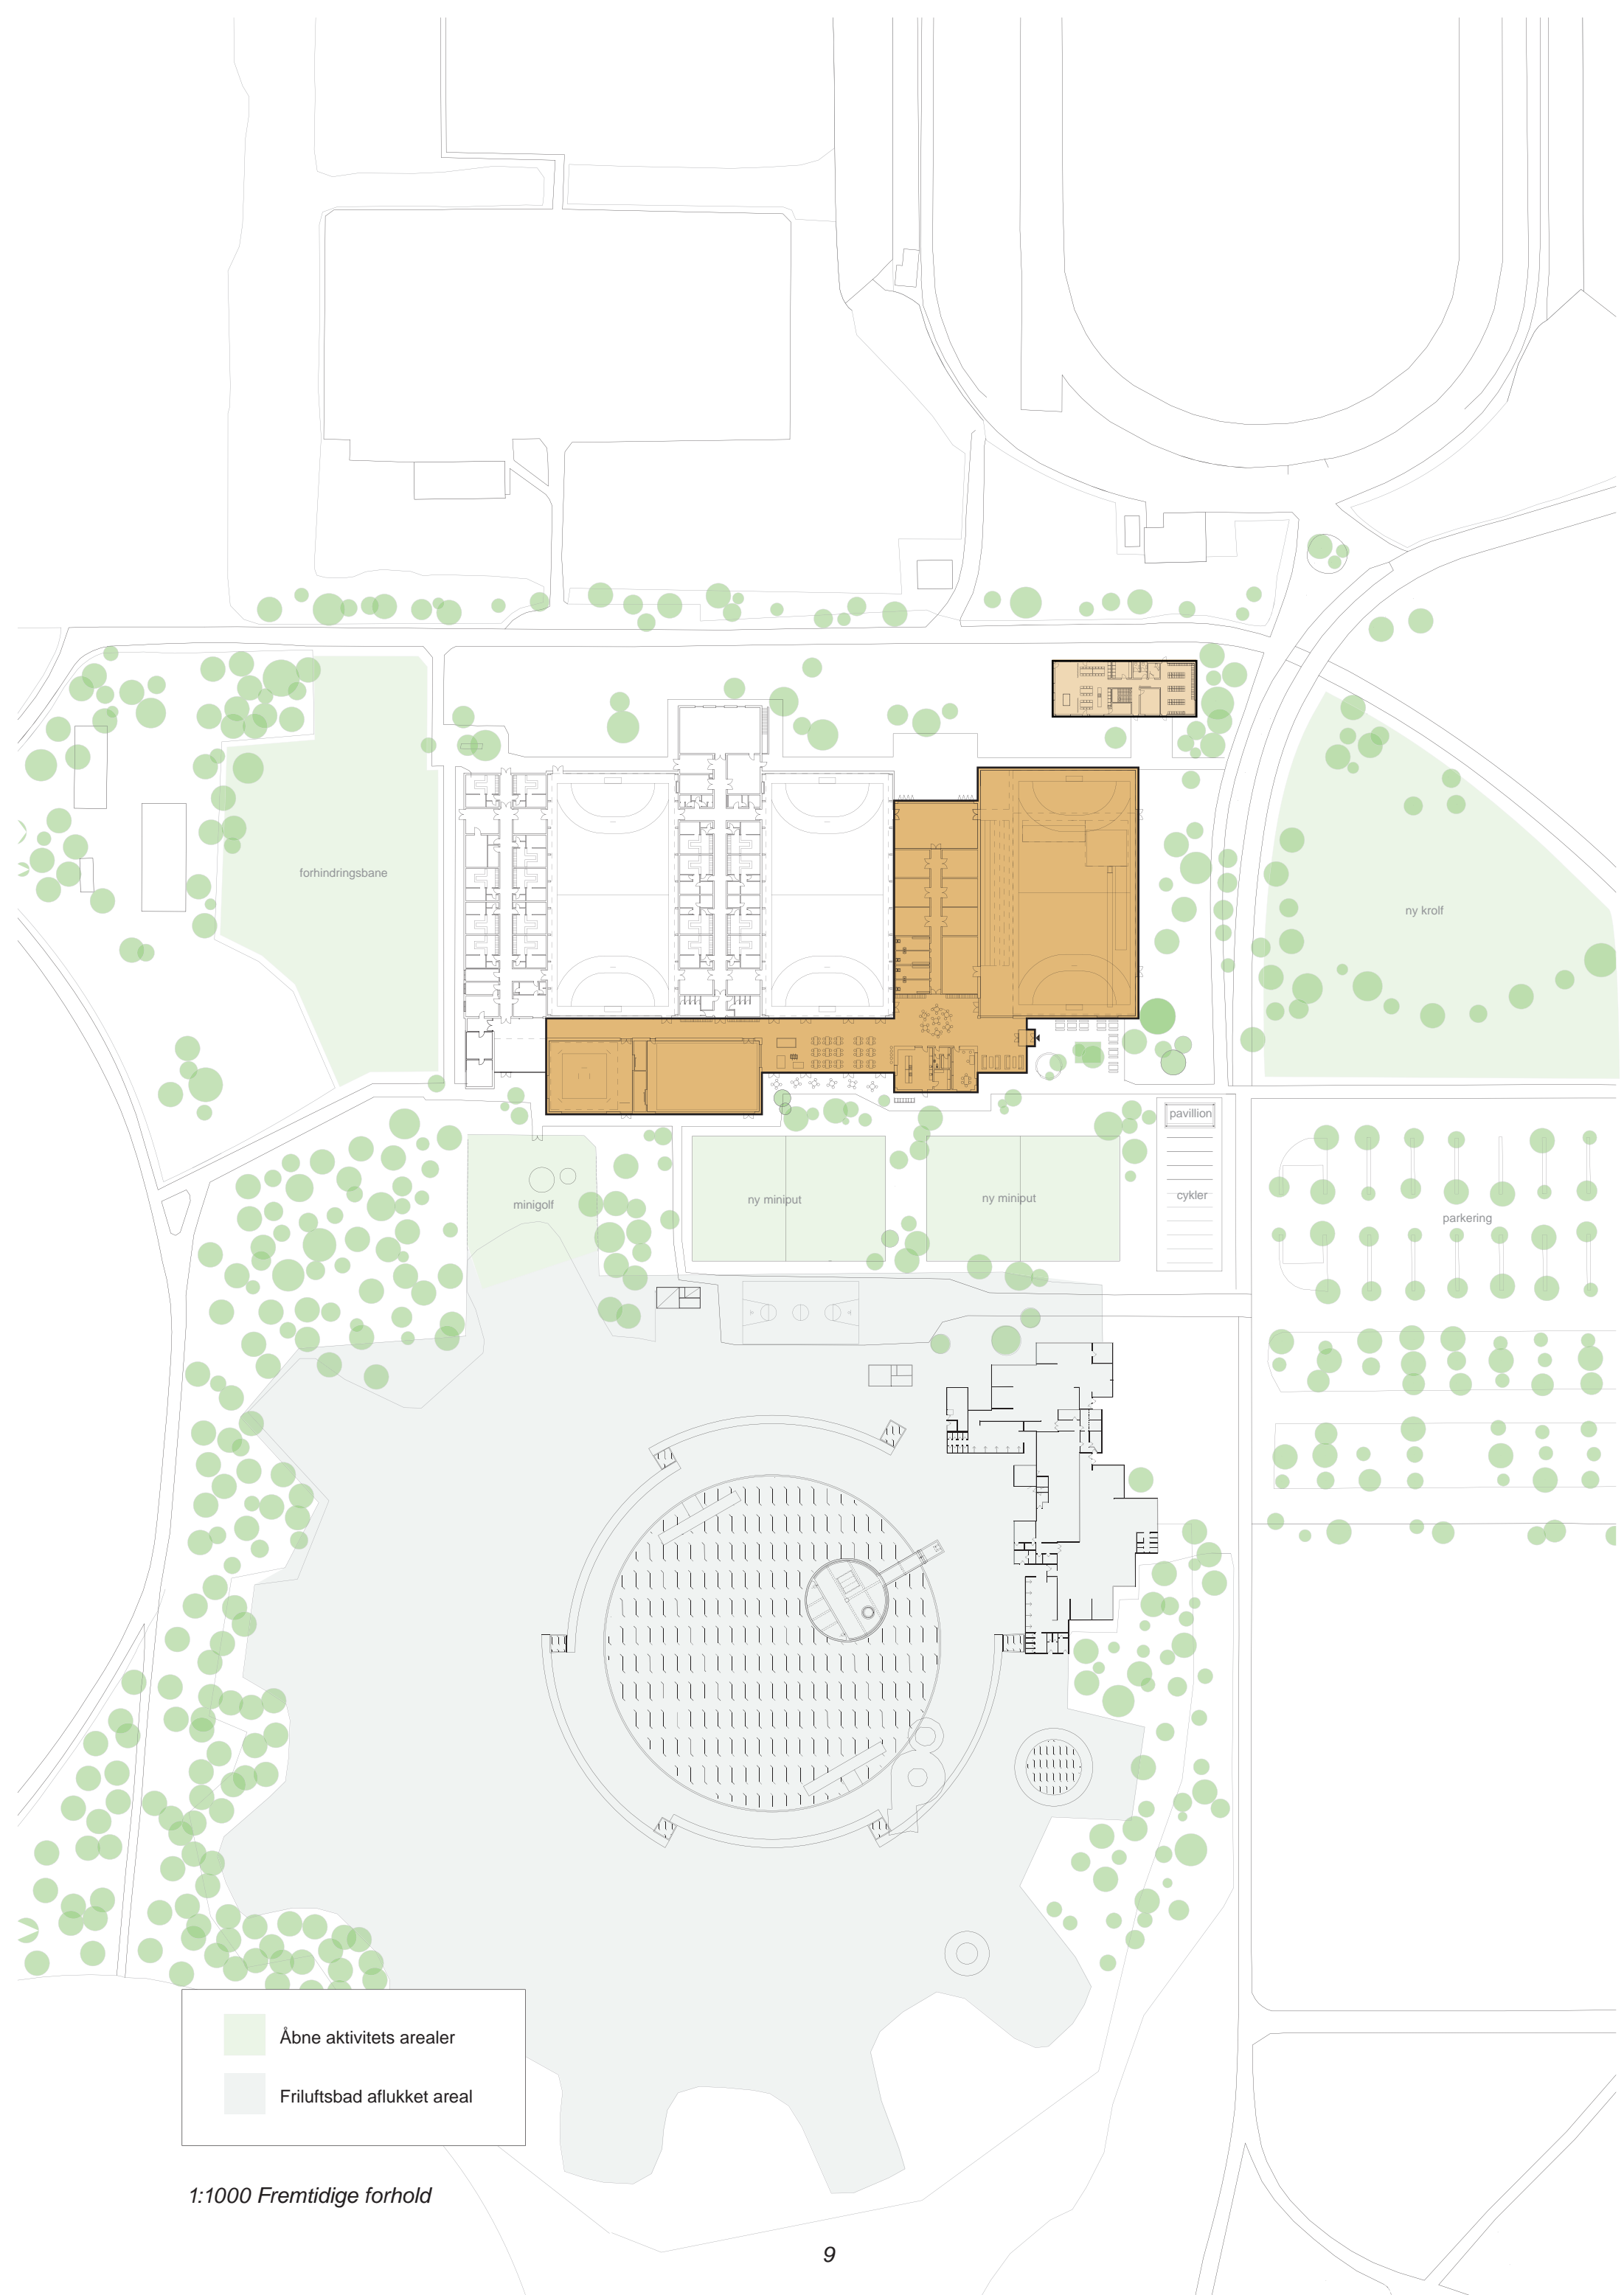 forhindringsbane
ny krolf
pavillion
minigolf
ny miniput
ny miniput
cykler
parkering
Åbne aktivitets arealer
Friluftsbad aflukket areal
1:1000 Fremtidige forhold
9